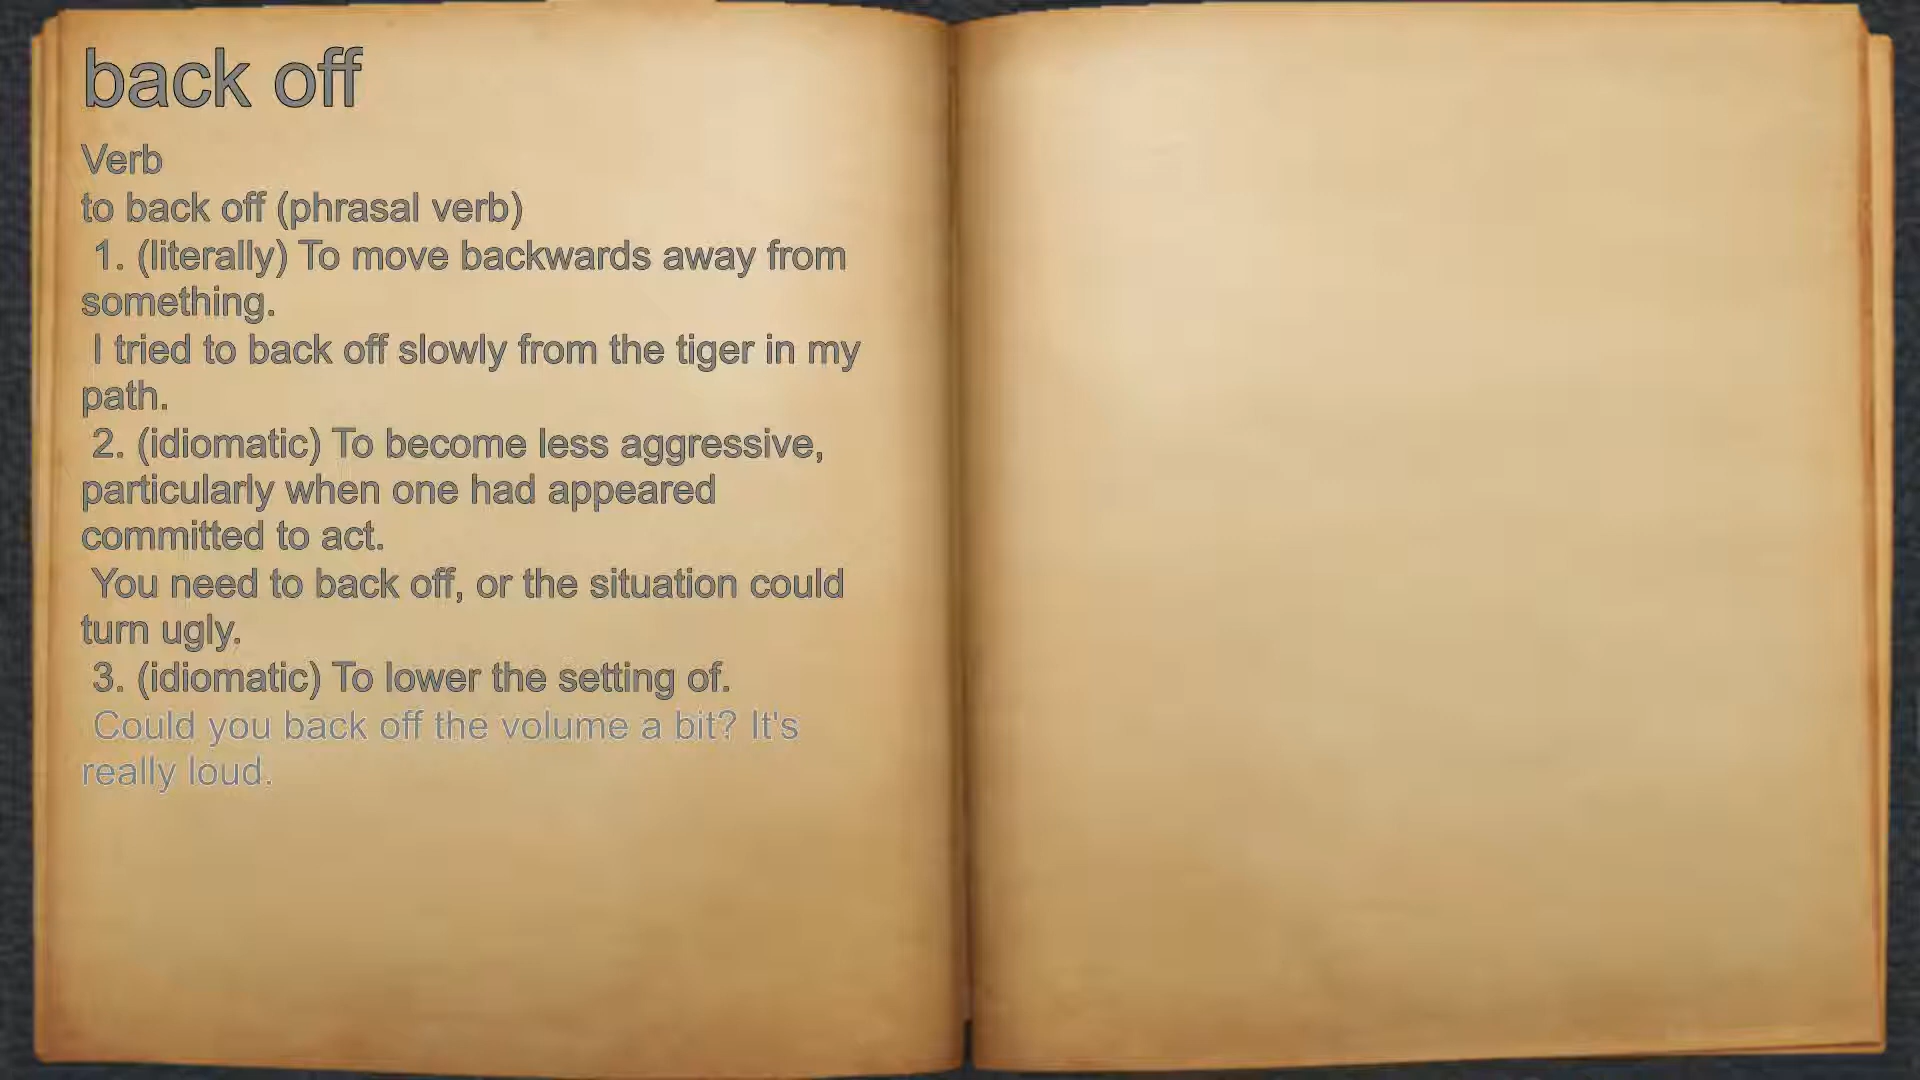 back off
Verb
to back off (phrasal verb)
1. (literally) To move backwards away from
something.
I tried to back off slowly from the tiger in my
path.
2. (idiomatic) To become less aggressive,
particularly when one had appeared
committed to act.
You need to back off, or the situation could
turn ugly.
3. (idiomatic) To lower the setting of.
Could you back off the volume a bit? It's
really loud.